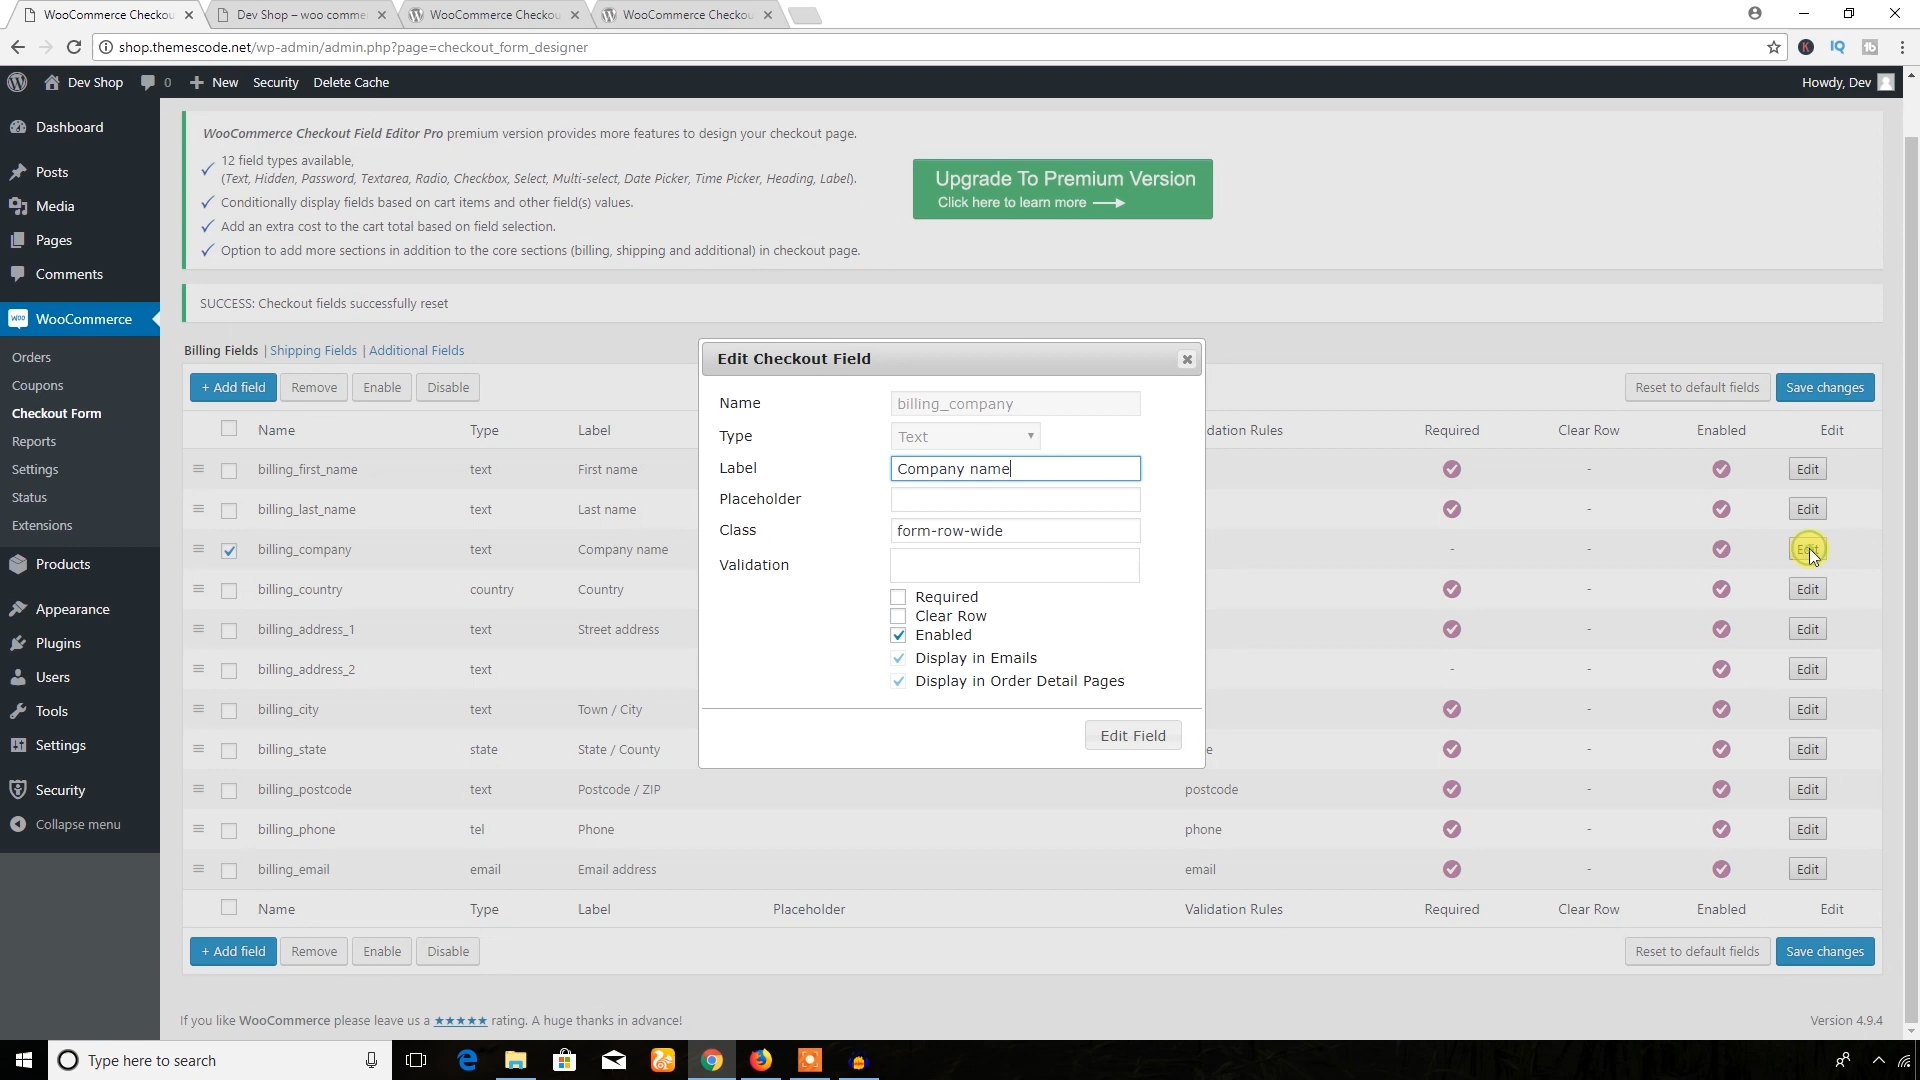 WooCommerce Checkou
Dev Shop – woo comme
WooCommerce Checkou
WooCommerce Checkou
shop.themescode.net/wp-admin/admin.php?page=checkout_form_designer
Dev Shop
0
New
Security
Delete Cache
Howdy, Dev
Dashboard
Posts
Media
Pages
Comments
WooCommerce
Orders
Coupons
Checkout Form
Reports
Settings
Status
Extensions
Products
Appearance
Plugins
Users
Tools
Settings
Security
Collapse menu
WooCommerce Checkout Field Editor Pro premium version provides more features to design your checkout page.
12 field types available,
(Text, Hidden, Password, Textarea, Radio, Checkbox, Select, Multi-select, Date Picker, Time Picker, Heading, Label).
Conditionally display fields based on cart items and other field(s) values.
Add an extra cost to the cart total based on field selection.
Option to add more sections in addition to the core sections (billing, shipping and additional) in checkout page.
Upgrade To Premium Version
Click here to learn more
SUCCESS: Checkout fields successfully reset
Billing Fields | Shipping Fields | Additional Fields
+ Add field Remove Enable Disable Reset to default fields Save changes
Name Type Label dation Rules Required Clear Row Enabled Edit
billing_first_name text First name - Edit
billing_last_name text Last name - Edit
billing_company text Company name - - Edit
billing_country country Country - Edit
billing_address_1 text Street address - Edit
billing_address_2 text - - Edit
billing_city text Town / City - Edit
billing_state state State / County e - Edit
billing_postcode text Postcode / ZIP postcode - Edit
billing_phone tel Phone phone - Edit
billing_email email Email address email - Edit
Name Type Label Placeholder Validation Rules Required Clear Row Enabled Edit
+ Add field Remove Enable Disable Reset to default fields Save changes
Edit Checkout Field
Name billing_company
Type Text
Label Company name
Placeholder
Class form-row-wide
Validation
Required
Clear Row
Enabled
Display in Emails
Display in Order Detail Pages
Edit Field
If you like WooCommerce please leave us a ★★★★★ rating. A huge thanks in advance!
Version 4.9.4
Type here to search